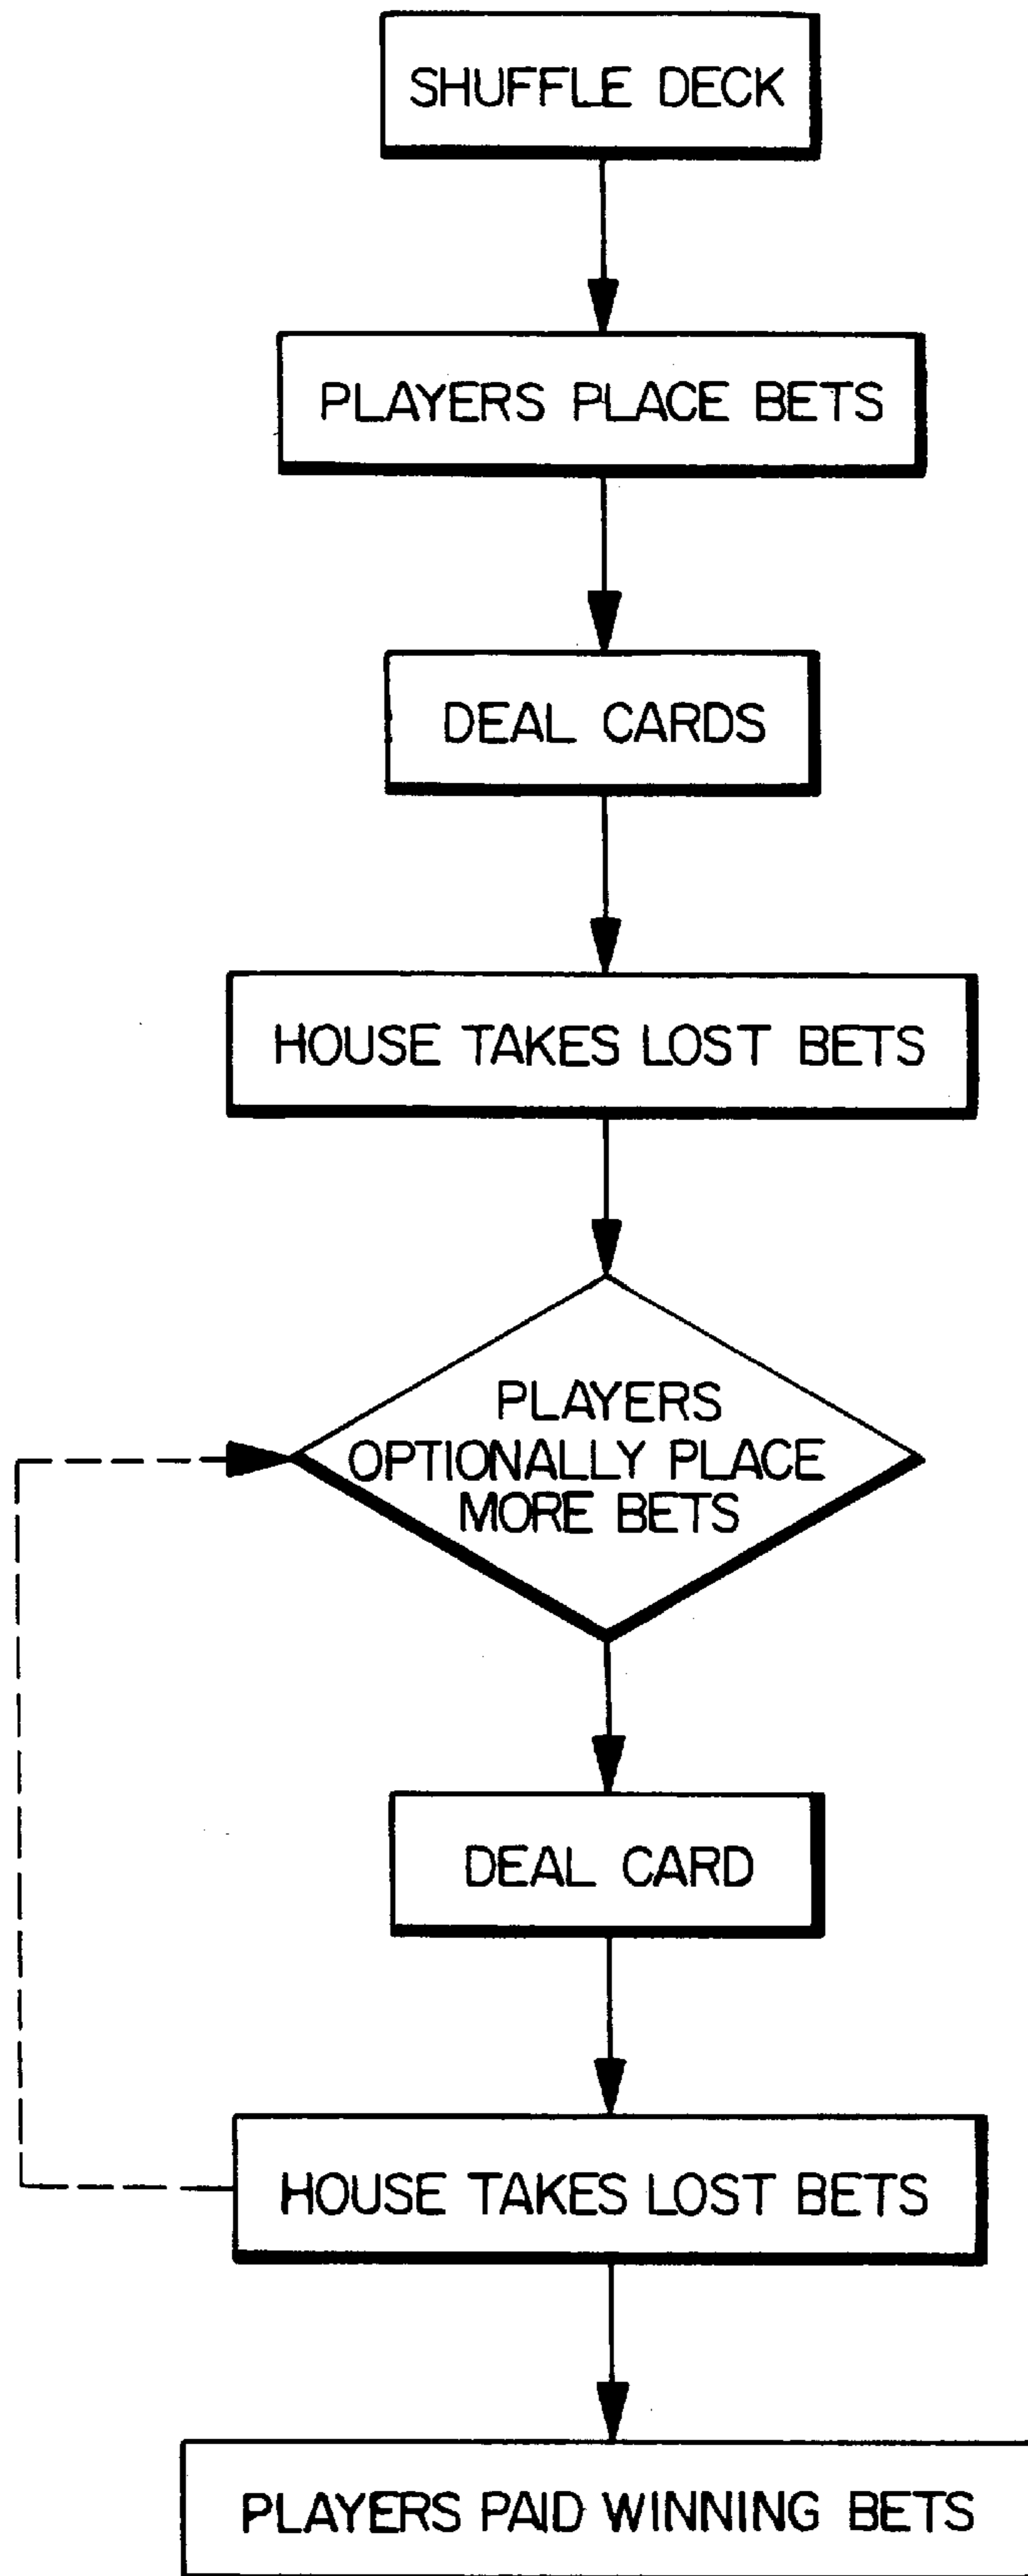 SHUFFLE DECK
PLAYERS PLACE BETS
DEAL CARDS
HOUSE TAKES LOST BETS
PLAYERS
OPTIONALLY PLACE
MORE BETS
DEAL CARD
HOUSE TAKES LOST BETS
PLAYERS PAID WINNING BETS